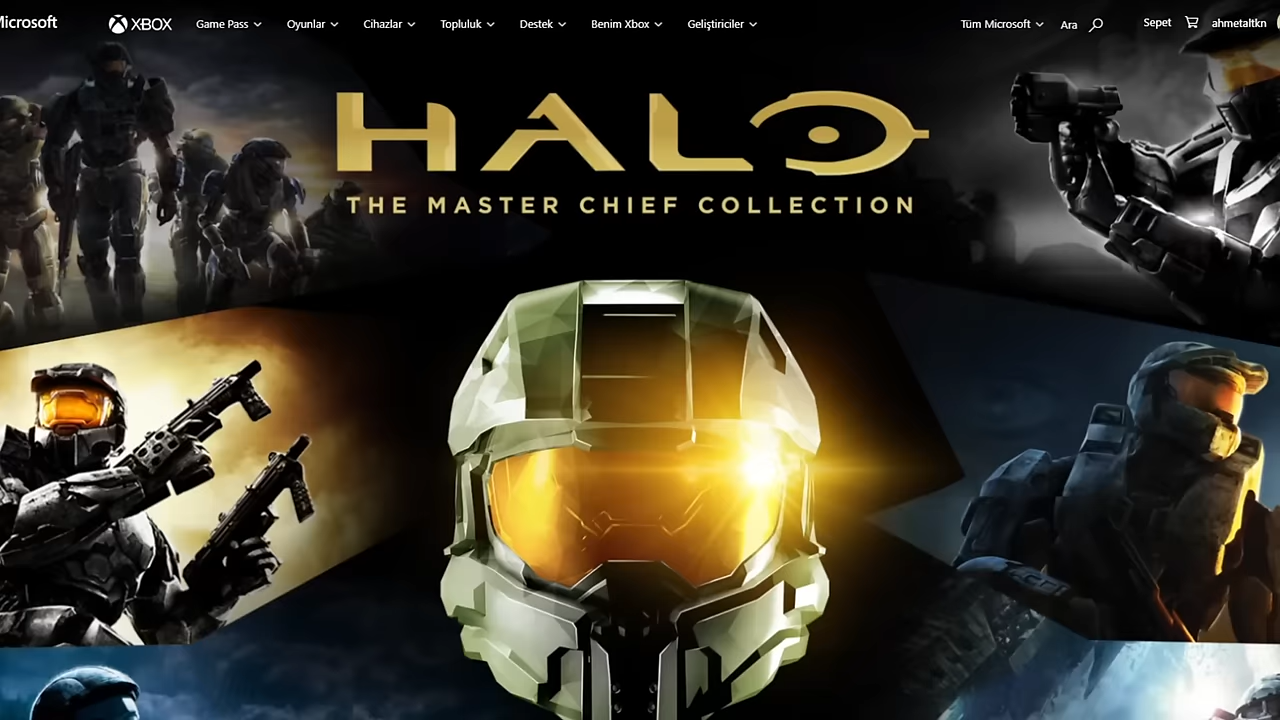 Microsoft XBOX Game Pass Oyunlar Cihazlar Topluluk Destek Benim Xbox Geliştiriciler Tüm Microsoft Ara Sepet ahmetaltkn
HALO
THE MASTER CHIEF COLLECTION